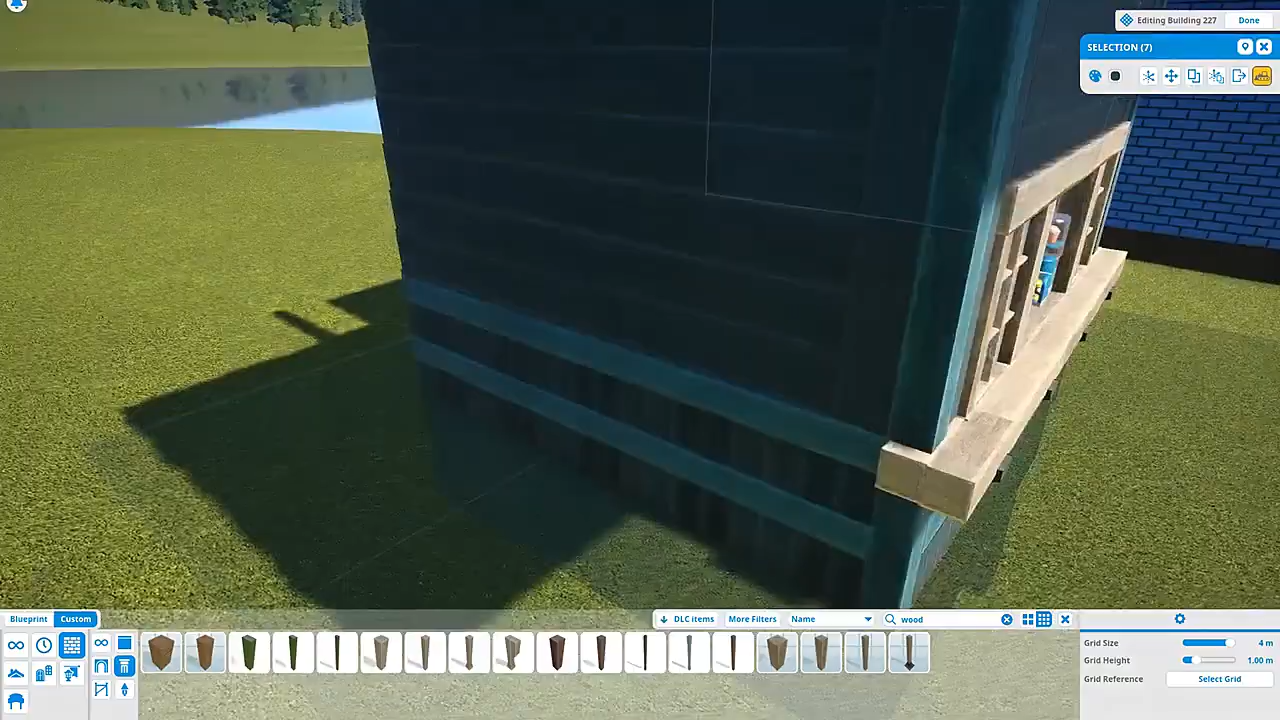 Editing Building 227 Done
SELECTION (7)
Blueprint Custom DLC items More Filters Name wood
Grid Size 4 m
Grid Height 1.00 m
Grid Reference Select Grid